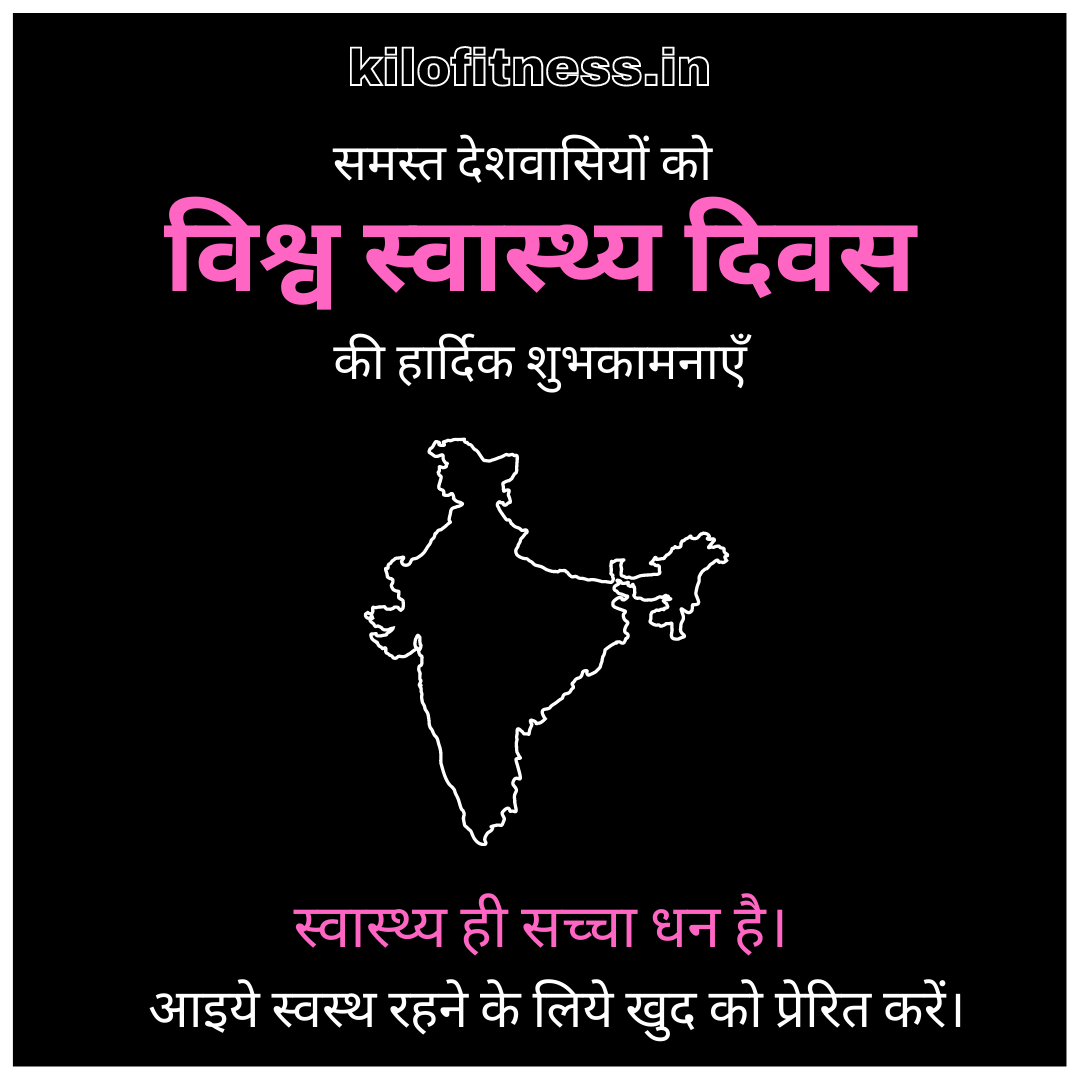 kilofitness.in
समस्त देशवासियों को
विश्व स्वास्थ्य दिवस
की हार्दिक शुभकामनाएँ
स्वास्थ्य ही सच्चा धन है।
आइये स्वस्थ रहने के लिये खुद को प्रेरित करें।